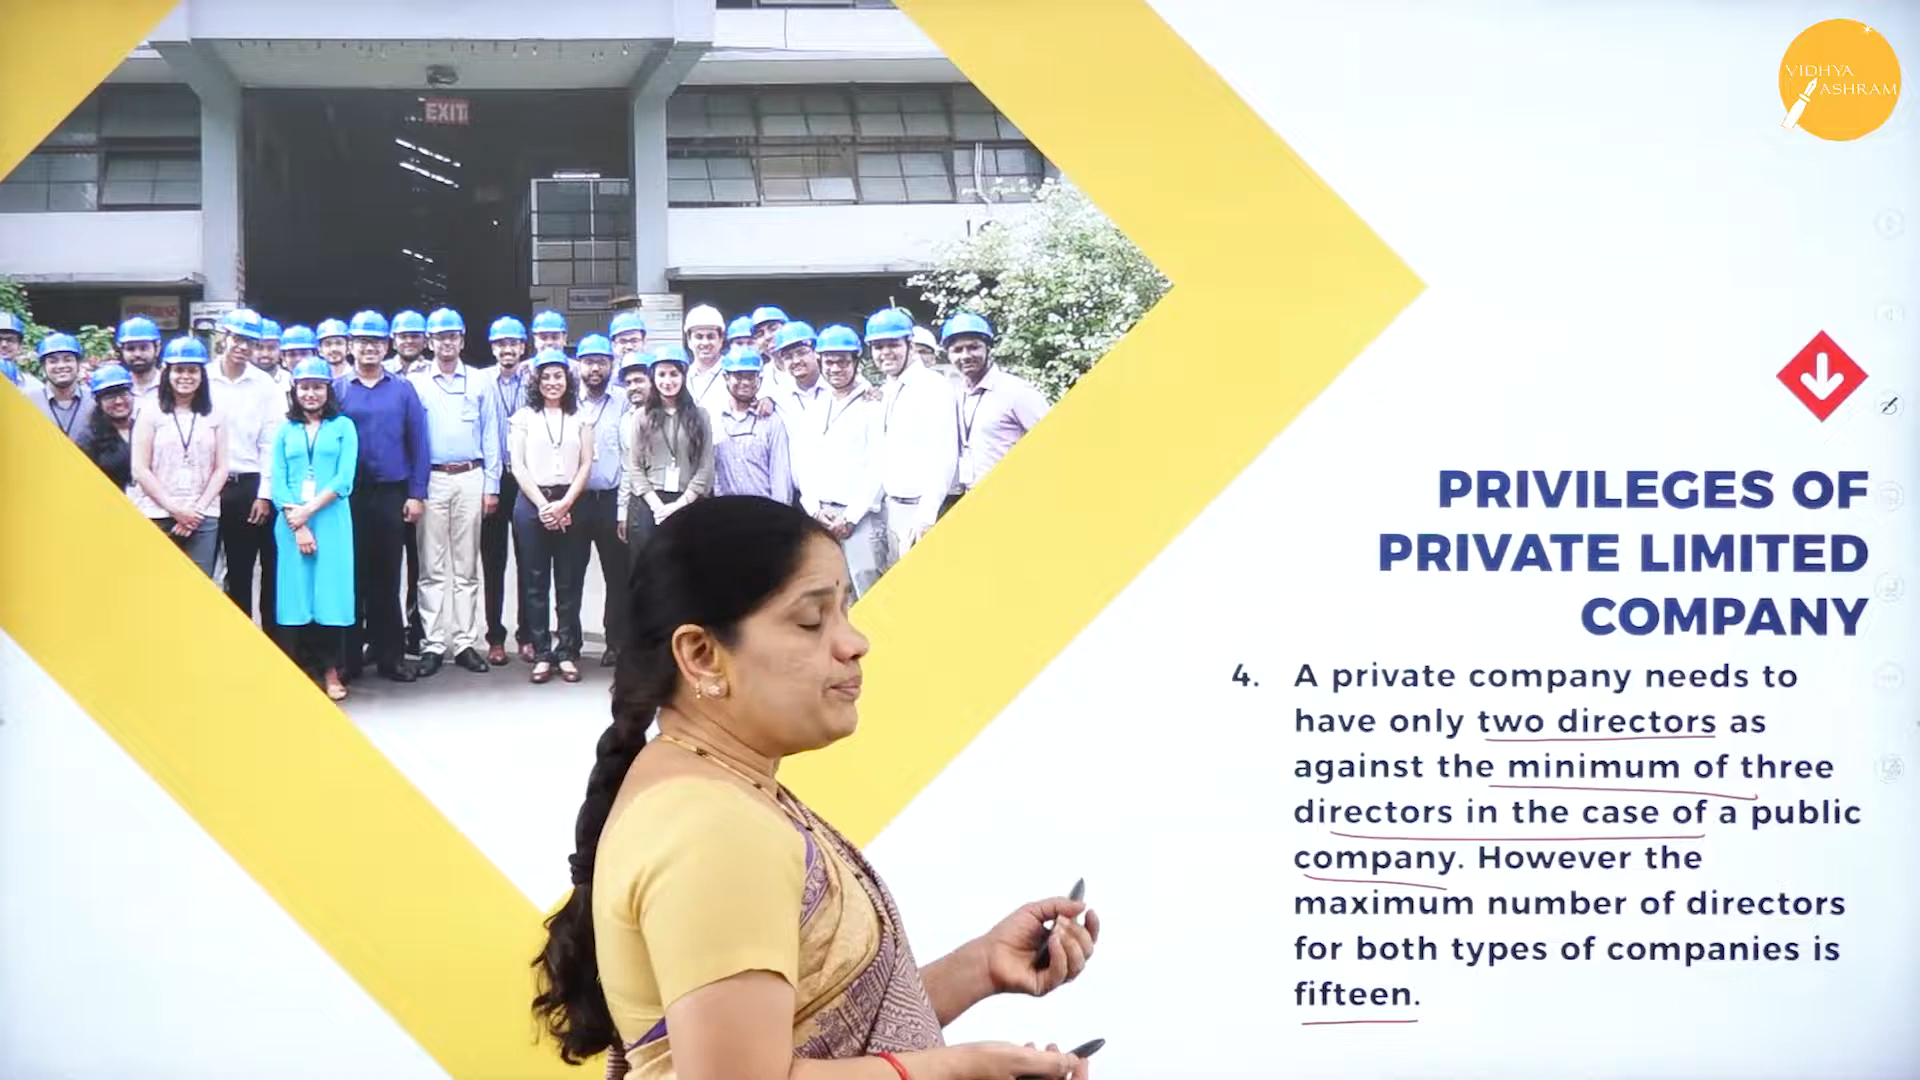 EXIT
VIDHYA
ASHRAM
PRIVILEGES OF
PRIVATE LIMITED
COMPANY
4. A private company needs to
have only two directors as
against the minimum of three
directors in the case of a public
company. However the
maximum number of directors
for both types of companies is
fifteen.